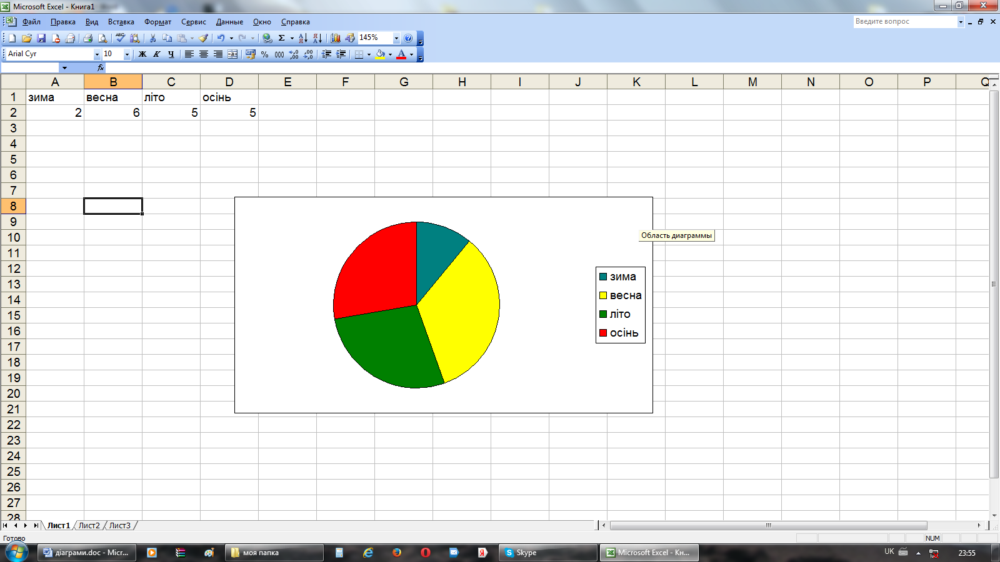 Microsoft Excel - Книга1
Файл Правка Вид Вставка Формат Сервис Данные Окно Справка Введите вопрос
145%
Arial Cyr 10 Ж К Ч % 000
fx
A B C D E F G H I J K L M N O P Q
1 зима весна літо осінь
2 2 6 5 5
3
4
5
6
7
8
9
10 Область диаграммы
11
12 зима
13
14 весна
15 літо
16 осінь
17
18
19
20
21
22
23
24
25
26
27
28
Лист1 Лист2 Лист3
Готово NUM
діаграми.doc - Micr... моя папка Skype Microsoft Excel - Кн... UK 23:55